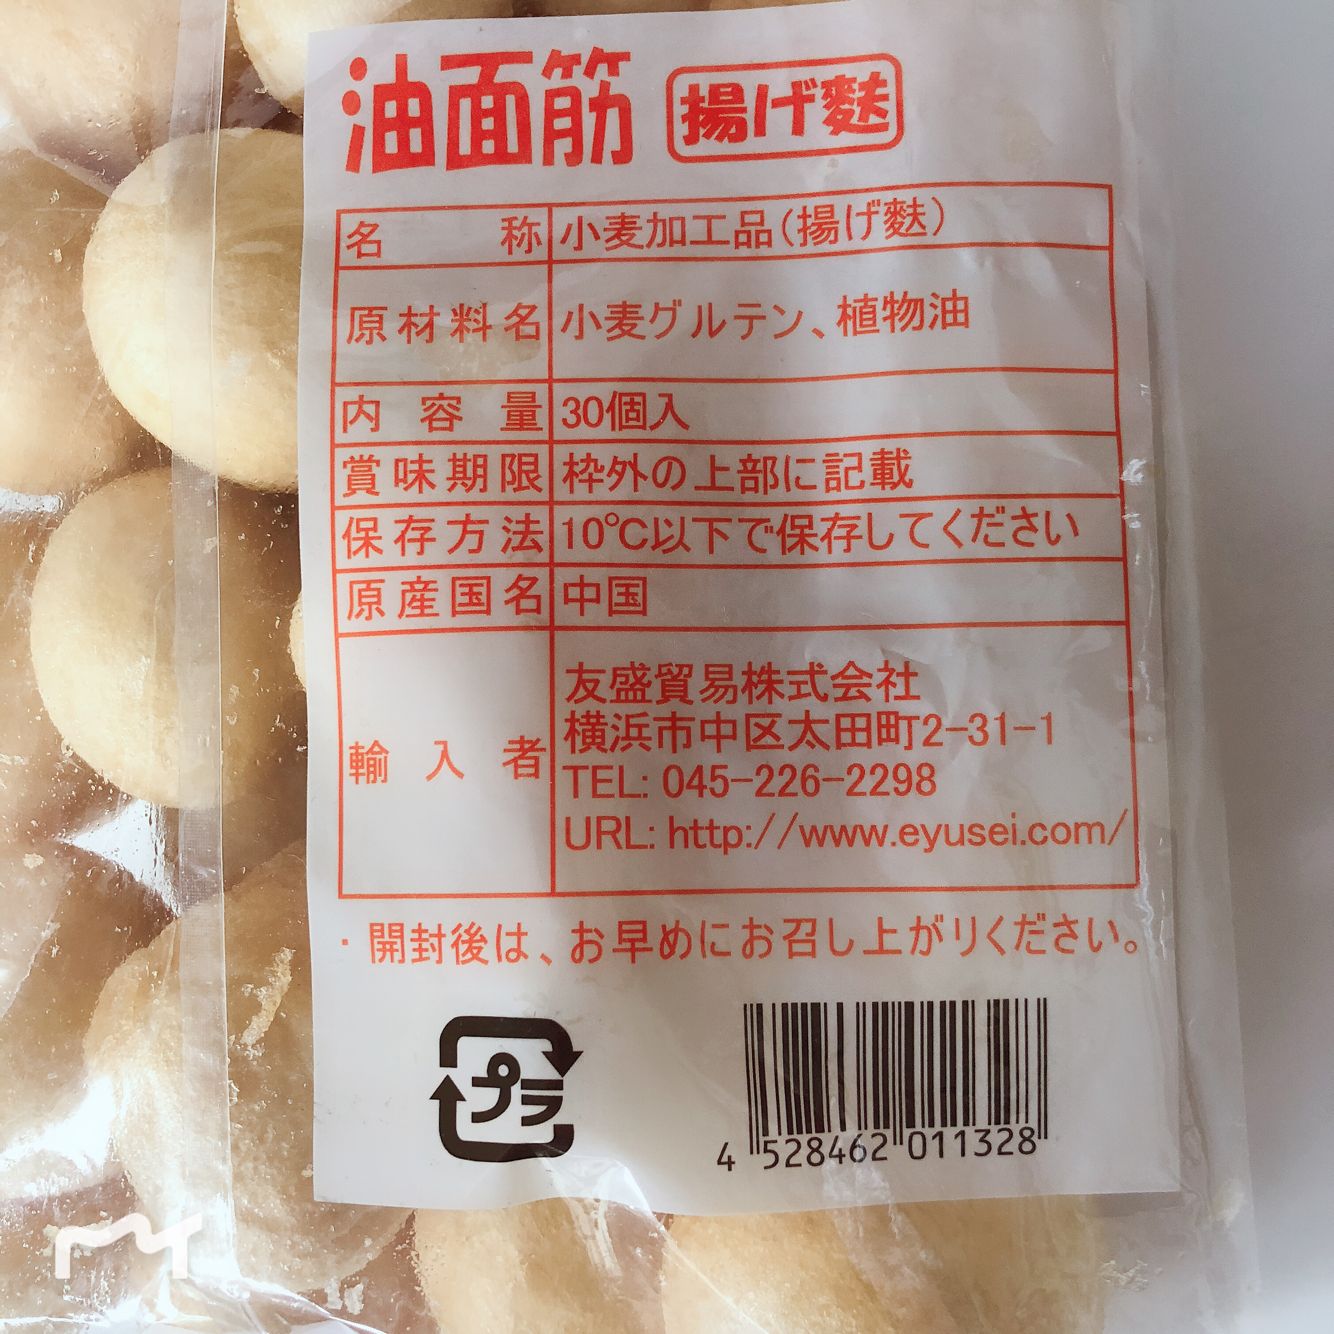 油面筋 揚げ麩
名称 小麦加工品(揚げ麩)
原材料名 小麦グルテン、植物油
内容量 30個入
賞味期限 枠外の上部に記載
保存方法 10℃以下で保存してください
原産国名 中国
輸入者 友盛貿易株式会社
横浜市中区太田町2-31-1
TEL: 045-226-2298
URL: http://www.eyusei.com/
・開封後は、お早めにお召し上がりください。
プラ
4 528462 011328